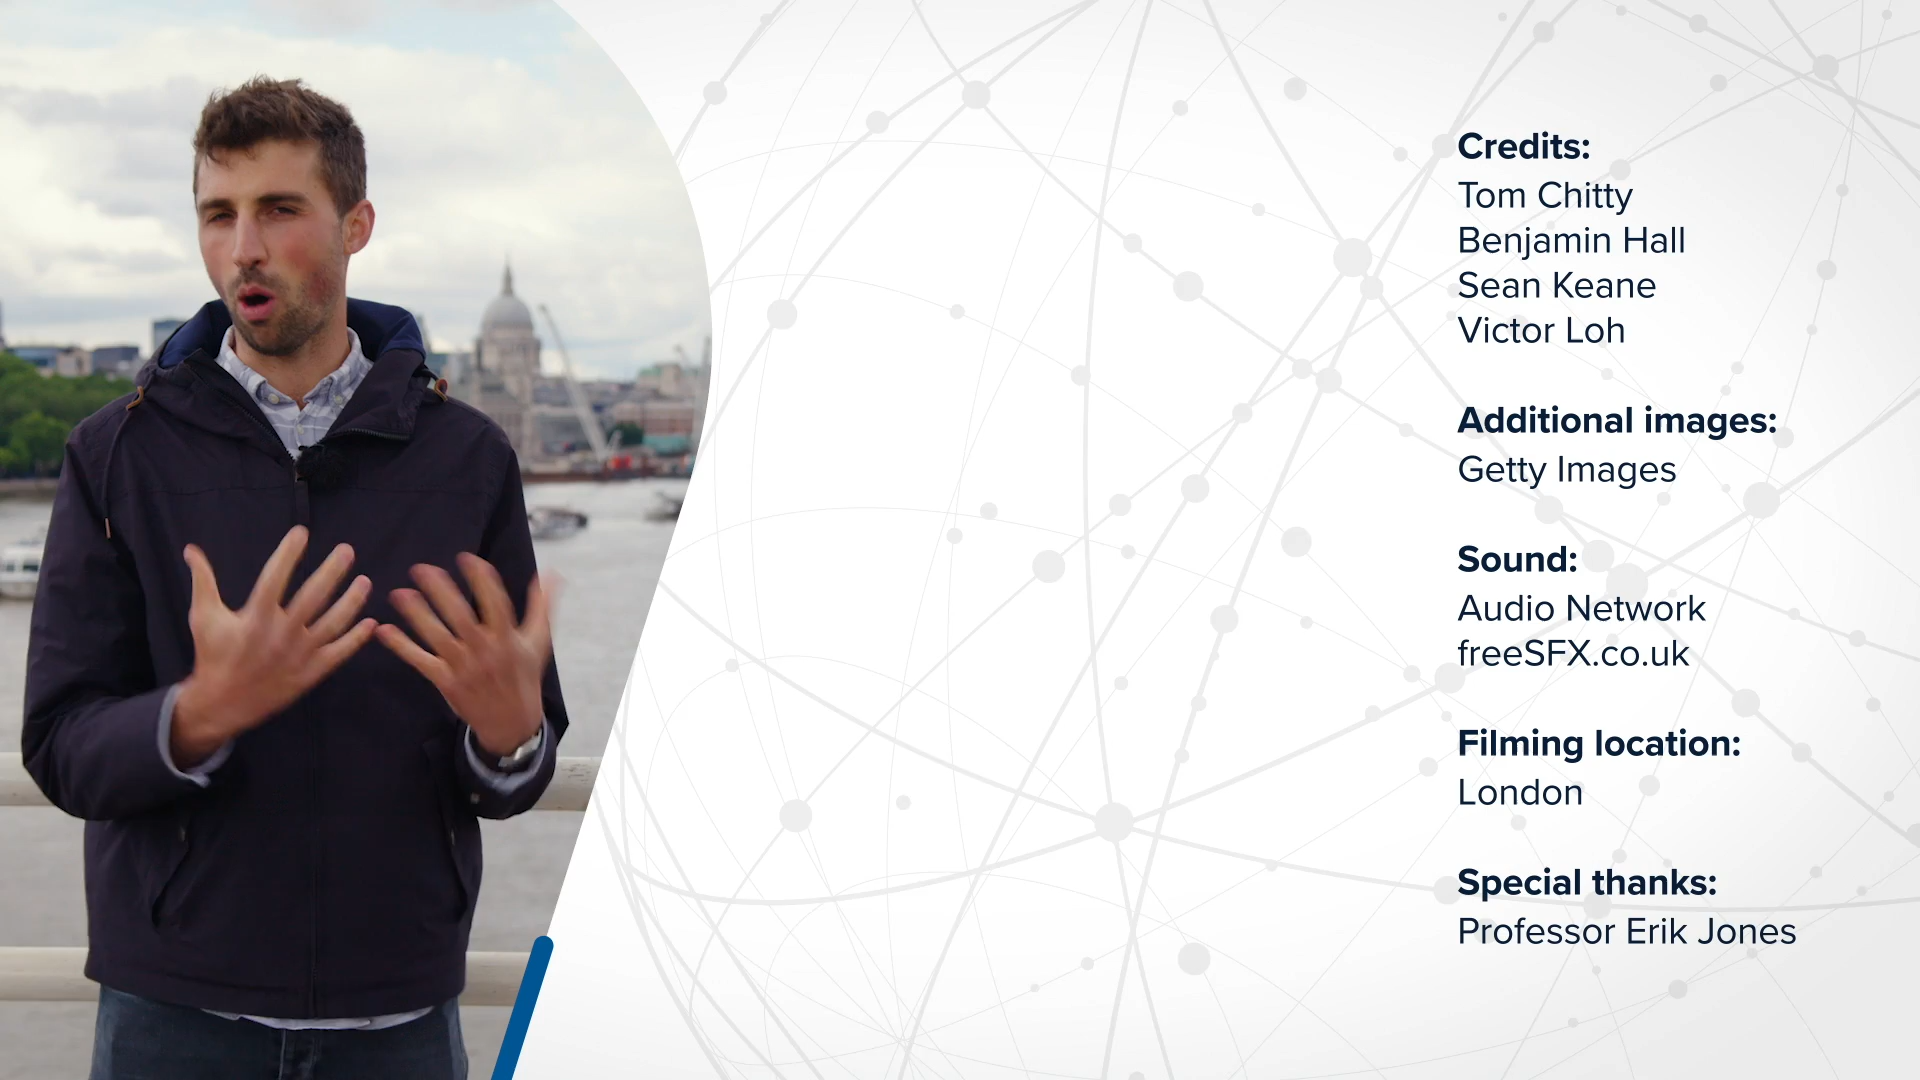 Credits:
Tom Chitty
Benjamin Hall
Sean Keane
Victor Loh
Additional images:
Getty Images
Sound:
Audio Network
freeSFX.co.uk
Filming location:
London
Special thanks:
Professor Erik Jones